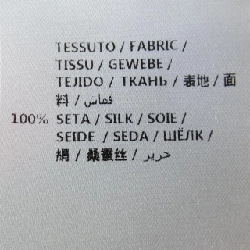 TESSUTO / FABRIC /
TISSU / GEWEBE /
TEJIDO / ТКАНЬ / 表地 / 面
料 / قماش /
100% SETA / SILK / SOIE /
SEIDE / SEDA / ШЁЛК /
絹 / 桑蚕丝 / حرير /